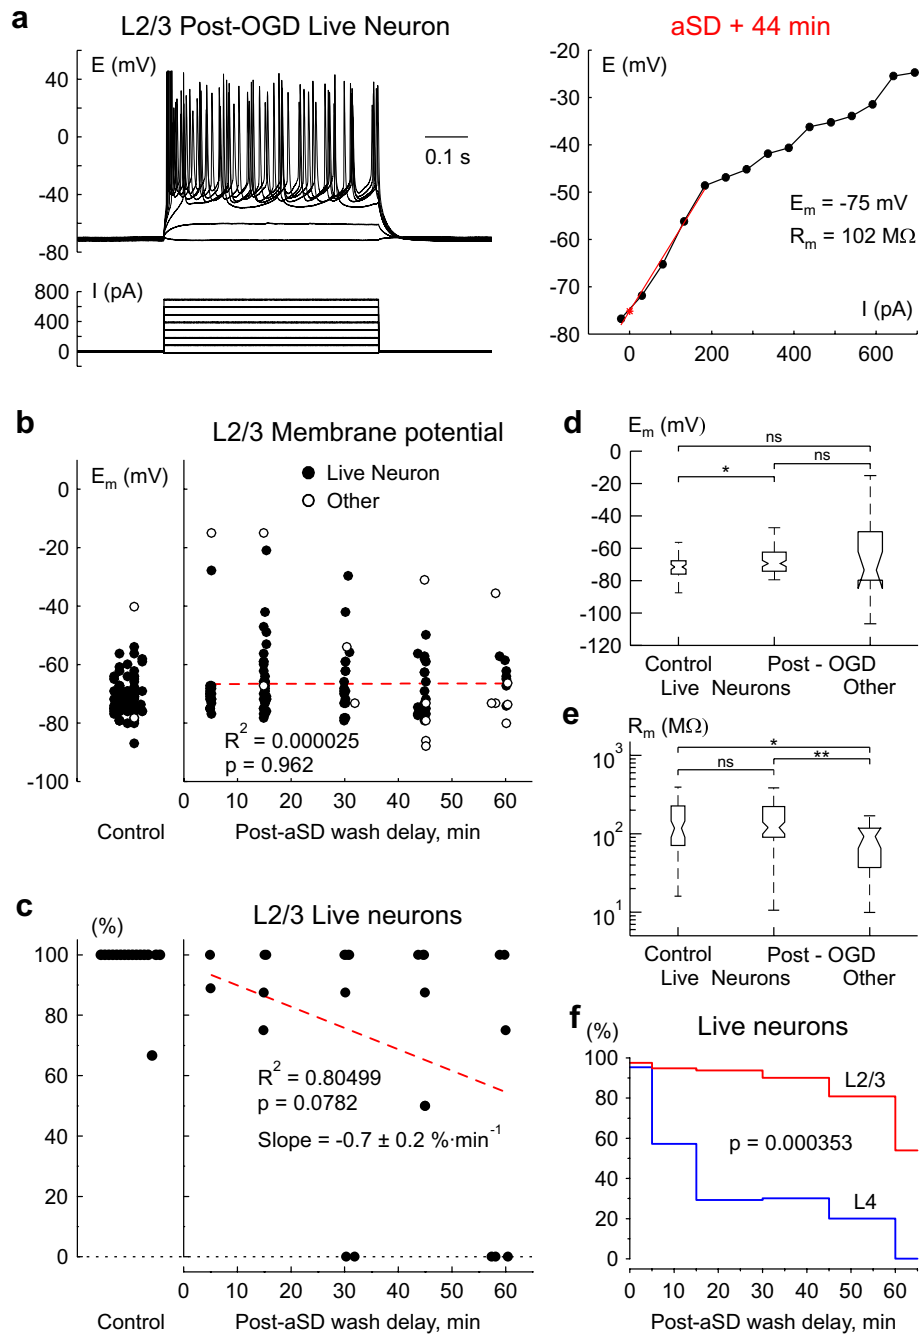 a
L2/3 Post-OGD Live Neuron
aSD + 44 min
E (mV)
40
0
-40
-80
0.1 s
I (pA)
800
400
0
E (mV)
-20
-30
-40
-50
-60
-70
-80
Em = -75 mV
Rm = 102 MΩ
I (pA)
0 200 400 600
b
L2/3 Membrane potential
Em (mV)
Live Neuron
Other
0
-20
-40
-60
-80
-100
R2 = 0.000025
p = 0.962
0 10 20 30 40 50 60
Control
Post-aSD wash delay, min
c
(%)
L2/3 Live neurons
100
80
60
40
20
0
R2 = 0.80499
p = 0.0782
Slope = -0.7 ± 0.2 %·min-1
0 10 20 30 40 50 60
Control
Post-aSD wash delay, min
d
Em (mV)
ns
ns
*
0
-20
-40
-60
-80
-100
-120
Control Post - OGD
Live Neurons Other
e
Rm (MΩ)
*
ns
**
103
102
101
Control Post - OGD
Live Neurons Other
f
(%)
Live neurons
100
80
60
40
20
0
L2/3
p = 0.000353
L4
0 10 20 30 40 50 60
Post-aSD wash delay, min